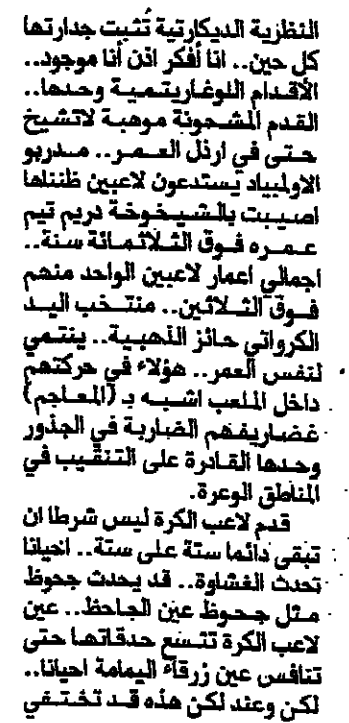 النظرية الديكارتية تُثبت جدارتها
كل حين.. انا أفكر اذن أنا موجود..
الأقدام اللوغاريتمية وحدها..
القدم المشحونة موهبة لاتشيخ
حتى في ارذل العمر.. مدربو
الاولمبياد يستدعون لاعبين ظنناها
اصيبت بالشيخوخة دريم تيم
عمره فوق الثلاثمائة سنة..
اجمالي اعمار لاعبين الواحد منهم
فوق الثلاثين.. منتخب اليد
الكرواتي حائز الذهبية.. ينتمي
لنفس العمر.. هؤلاء في حركتهم
داخل الملعب اشبه بـ (المعاجم)
غضاريفهم الضاربة في الجذور
وحدها القادرة على التنقيب في
المناطق الوعرة.
قدم لاعب الكرة ليس شرطا ان
تبقى دائما ستة على ستة.. احيانا
تحدث الغشاوة.. قد يحدث جحوظ
مثل جحوظ عين الجاحظ.. عين
لاعب الكرة تتسع حدقاتها حتى
تنافس عين زرقاء اليمامة احيانا..
لكن وعند لكن هذه قد تختفي